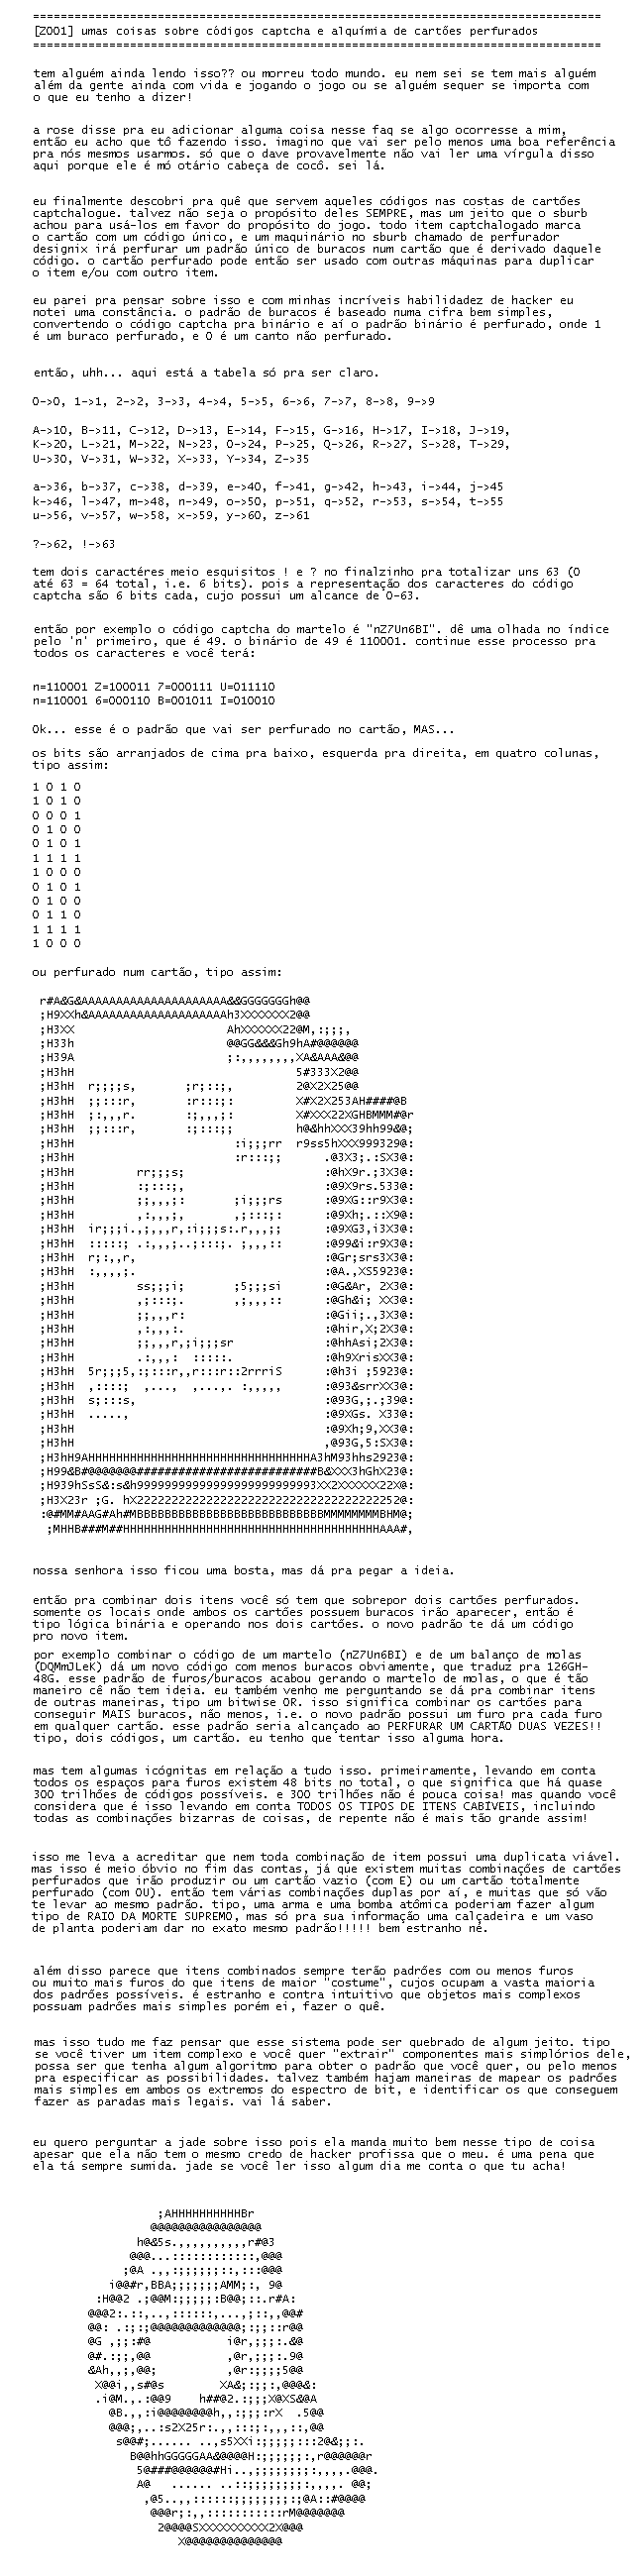 ==================================================================================
[Z001] umas coisas sobre códigos captcha e alquímia de cartões perfurados
==================================================================================
tem alguém ainda lendo isso?? ou morreu todo mundo. eu nem sei se tem mais alguém
além da gente ainda com vida e jogando o jogo ou se alguém sequer se importa com
o que eu tenho a dizer!
a rose disse pra eu adicionar alguma coisa nesse faq se algo ocorresse a mim,
então eu acho que tô fazendo isso. imagino que vai ser pelo menos uma boa referência
pra nós mesmos usarmos. só que o dave provavelmente não vai ler uma vírgula disso
aqui porque ele é mó otário cabeça de cocô. sei lá.
eu finalmente descobri pra quê que servem aqueles códigos nas costas de cartões
captchalogue. talvez não seja o propósito deles SEMPRE, mas um jeito que o sburb
achou para usá-los em favor do propósito do jogo. todo item captchalogado marca
o cartão com um código único, e um maquinário no sburb chamado de perfurador
designix irá perfurar um padrão único de buracos num cartão que é derivado daquele
código. o cartão perfurado pode então ser usado com outras máquinas para duplicar
o item e/ou com outro item.
eu parei pra pensar sobre isso e com minhas incríveis habilidadez de hacker eu
notei uma constância. o padrão de buracos é baseado numa cifra bem simples,
convertendo o código captcha pra binário e aí o padrão binário é perfurado, onde 1
é um buraco perfurado, e 0 é um canto não perfurado.
então, uhh... aqui está a tabela só pra ser claro.
0->0, 1->1, 2->2, 3->3, 4->4, 5->5, 6->6, 7->7, 8->8, 9->9
A->10, B->11, C->12, D->13, E->14, F->15, G->16, H->17, I->18, J->19,
K->20, L->21, M->22, N->23, O->24, P->25, Q->26, R->27, S->28, T->29,
U->30, V->31, W->32, X->33, Y->34, Z->35
a->36, b->37, c->38, d->39, e->40, f->41, g->42, h->43, i->44, j->45
k->46, l->47, m->48, n->49, o->50, p->51, q->52, r->53, s->54, t->55
u->56, v->57, w->58, x->59, y->60, z->61
?->62, !->63
tem dois caractéres meio esquisitos ! e ? no finalzinho pra totalizar uns 63 (0
até 63 = 64 total, i.e. 6 bits). pois a representação dos caracteres do código
captcha são 6 bits cada, cujo possui um alcance de 0-63.
então por exemplo o código captcha do martelo é "nZ7Un6BI". dê uma olhada no índice
pelo 'n' primeiro, que é 49. o binário de 49 é 110001. continue esse processo pra
todos os caracteres e você terá:
n=110001 Z=100011 7=000111 U=011110
n=110001 6=000110 B=001011 I=010010
Ok... esse é o padrão que vai ser perfurado no cartão, MAS...
os bits são arranjados de cima pra baixo, esquerda pra direita, em quatro colunas,
tipo assim:
1 0 1 0
1 0 1 0
0 0 0 1
0 1 0 0
0 1 0 1
1 1 1 1
1 0 0 0
0 1 0 1
0 1 0 0
0 1 1 0
1 1 1 1
1 0 0 0
ou perfurado num cartão, tipo assim:
nossa senhora isso ficou uma bosta, mas dá pra pegar a ideia.
então pra combinar dois itens você só tem que sobrepor dois cartões perfurados.
somente os locais onde ambos os cartões possuem buracos irão aparecer, então é
tipo lógica binária e operando nos dois cartões. o novo padrão te dá um código
pro novo item.
por exemplo combinar o código de um martelo (nZ7Un6BI) e de um balanço de molas
(DQMmJLeK) dá um novo código com menos buracos obviamente, que traduz pra 126GH-
48G. esse padrão de furos/buracos acabou gerando o martelo de molas, o que é tão
maneiro cê não tem ideia. eu também venho me perguntando se dá pra combinar itens
de outras maneiras, tipo um bitwise OR. isso significa combinar os cartões para
conseguir MAIS buracos, não menos, i.e. o novo padrão possui um furo pra cada furo
em qualquer cartão. esse padrão seria alcançado ao PERFURAR UM CARTÃO DUAS VEZES!!
tipo, dois códigos, um cartão. eu tenho que tentar isso alguma hora.
mas tem algumas icógnitas em relação a tudo isso. primeiramente, levando em conta
todos os espaços para furos existém 48 bits no total, o que significa que há quase
300 trilhões de códigos possíveis. e 300 trilhões não é pouca coisa! mas quando você
considera que é isso levando em conta TODOS OS TIPOS DE ITENS CABÍVEIS, incluindo
todas as combinações bizarras de coisas, de repente não é mais tão grande assim!
isso me leva a acreditar que nem toda combinação de item possui uma duplicata viável.
mas isso é meio óbvio no fim das contas, já que existem muitas combinações de cartões
perfurados que irão produzir ou um cartão vazio (com E) ou um cartão totalmente
perfurado (com OU). então tem várias combinações duplas por aí, e muitas que só vão
te levar ao mesmo padrão. tipo, uma arma e uma bomba atômica poderiam fazer algum
tipo de RAIO DA MORTE SUPREMO, mas só pra sua informação uma calçadeira e um vaso
de planta poderiam dar no exato mesmo padrão!!!!! bem estranho né.
além disso parece que itens combinados sempre terão padrões com ou menos furos
ou muito mais furos do que itens de maior "costume", cujos ocupam a vasta maioria
dos padrões possíveis. é estranho e contra intuitivo que objetos mais complexos
possuam padrões mais simples porém ei, fazer o quê.
mas isso tudo me faz pensar que esse sistema pode ser quebrado de algum jeito. tipo
se você tiver um item complexo e você quer "extrair" componentes mais simplórios dele,
possa ser que tenha algum algoritmo para obter o padrão que você quer, ou pelo menos
pra especificar as possibilidades. talvez também hajam maneiras de mapear os padrões
mais simples em ambos os extremos do espectro de bit, e identificar os que conseguem
fazer as paradas mais legais. vai lá saber.
eu quero perguntar a jade sobre isso pois ela manda muito bem nesse tipo de coisa
apesar que ela não tem o mesmo credo de hacker profissa que o meu. é uma pena que
ela tá sempre sumida. jade se você ler isso algum dia me conta o que tu acha!